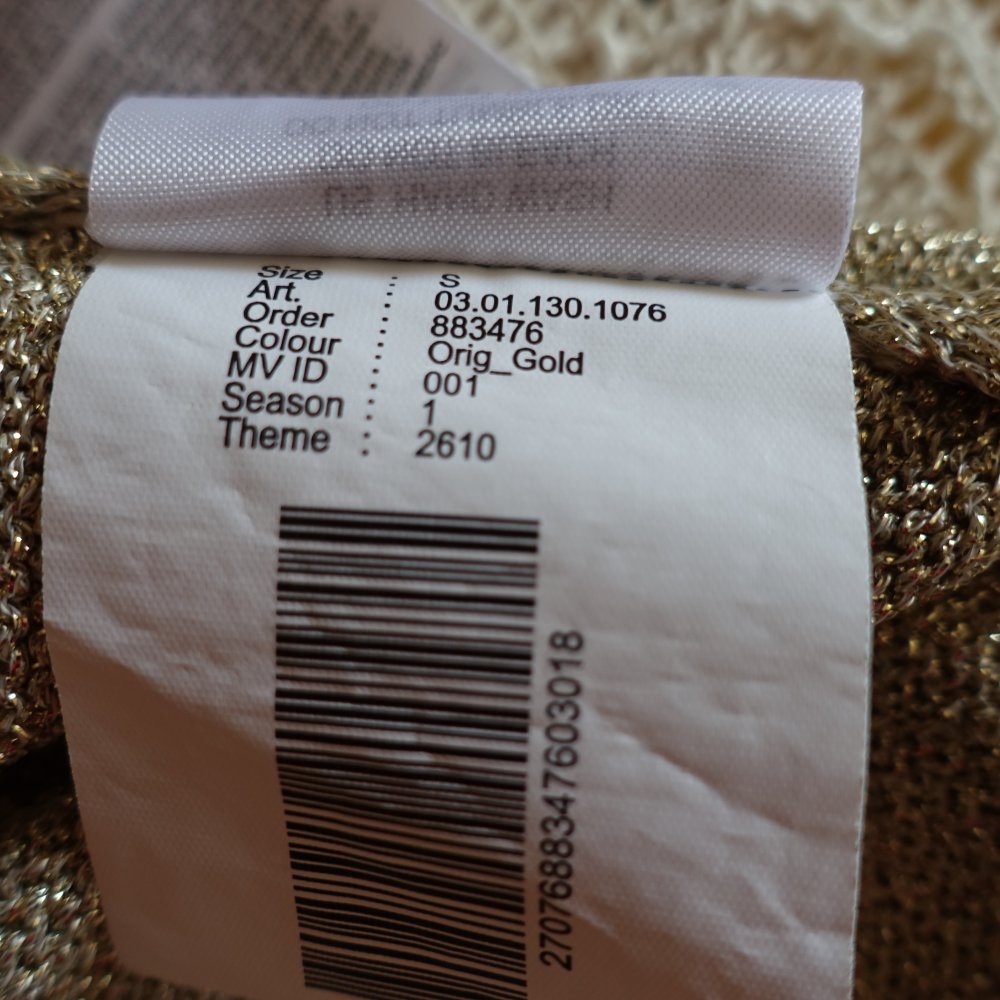 Size : S
Art. : 03.01.130.1076
Order : 883476
Colour : Orig_Gold
MV ID : 001
Season : 1
Theme : 2610
2707688347603018